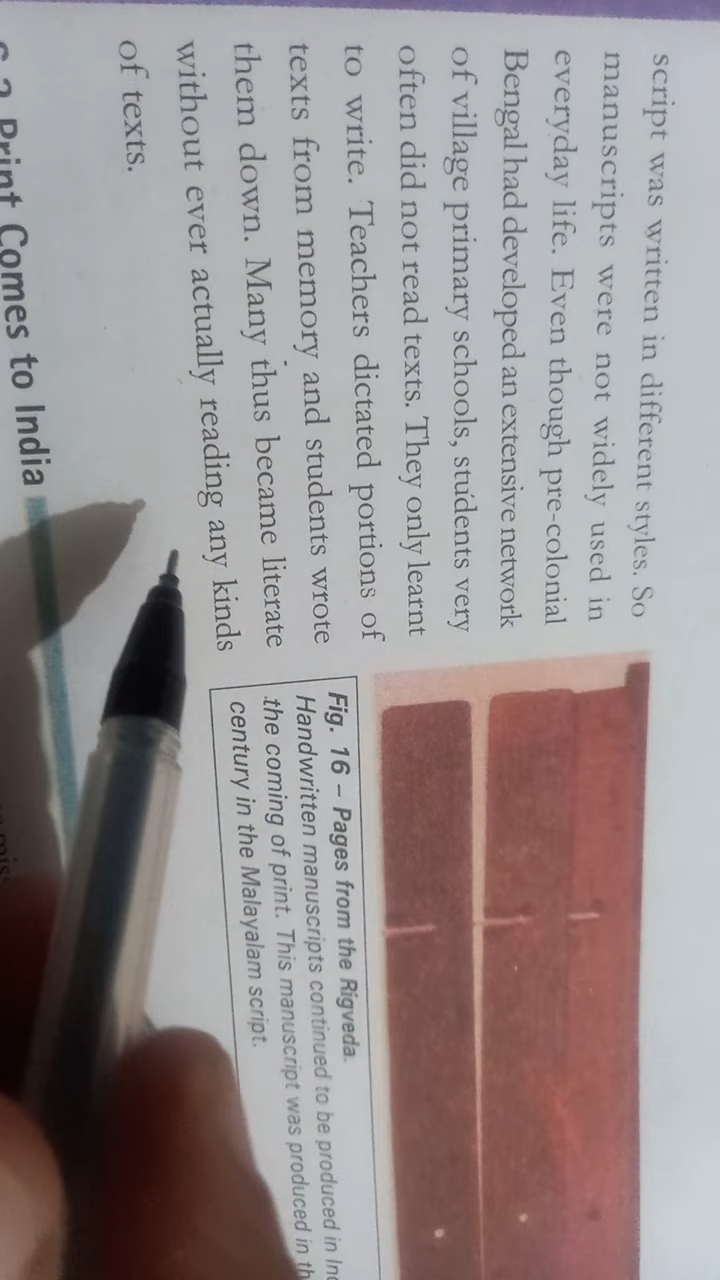 script was written in different styles. So
manuscripts were not widely used in
everyday life. Even though pre-colonial
Bengal had developed an extensive network
of village primary schools, students very
often did not read texts. They only learnt
to write. Teachers dictated portions of
texts from memory and students wrote
them down. Many thus became literate
without ever actually reading any kinds
of texts.
Print Comes to India
Fig. 16 – Pages from the Rigveda.
Handwritten manuscripts continued to be produced in
the coming of print. This manuscript was produced in
century in the Malayalam script.